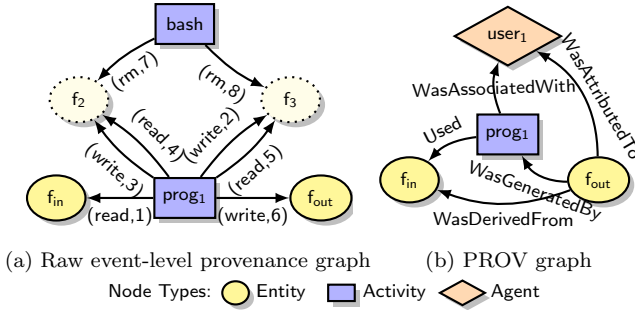 bash
(rm,7)
(rm,8)
f2
f3
(read,4)
(write,2)
(write,3)
(read,5)
fin
prog1
fout
(read,1)
(write,6)
(a) Raw event-level provenance graph
user1
WasAssociatedWith
WasAttributedTo
Used
prog1
fin
fout
WasGeneratedBy
WasDerivedFrom
(b) PROV graph
Node Types: Entity Activity Agent